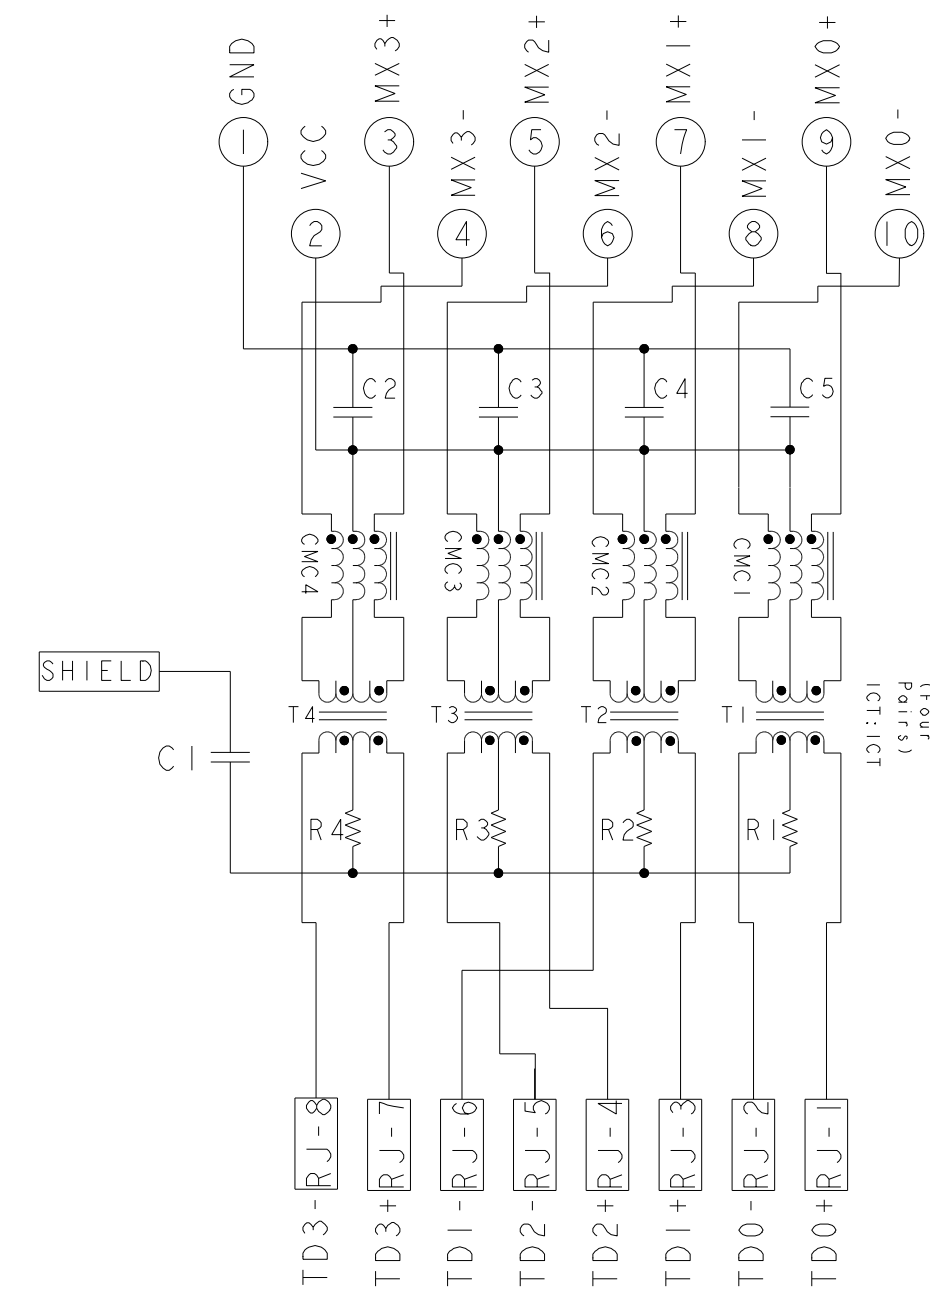 GND
MX3+
MX2+
MX1+
MX0+
VCC
MX3-
MX2-
MX1-
MX0-
1
3
5
7
9
2
4
6
8
10
C2
C3
C4
C5
CMC4
CMC3
CMC2
CMC1
SHIELD
C1
T4
T3
T2
T1
(Four
Pairs)
1CT:1CT
R4
R3
R2
R1
RJ-8
RJ-7
RJ-6
RJ-5
RJ-4
RJ-3
RJ-2
RJ-1
TD3-
TD3+
TD1-
TD2-
TD2+
TD1+
TD0-
TD0+